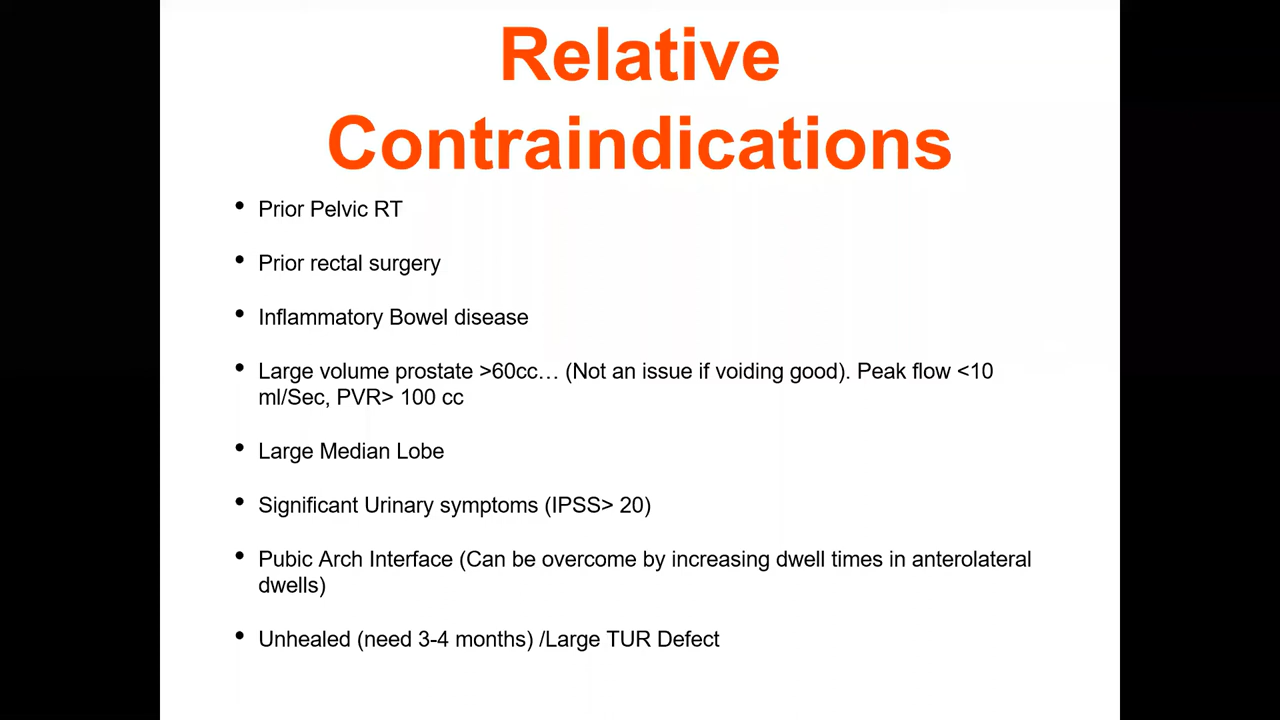 Relative
Contraindications
• Prior Pelvic RT
• Prior rectal surgery
• Inflammatory Bowel disease
• Large volume prostate >60cc… (Not an issue if voiding good). Peak flow <10
ml/Sec, PVR> 100 cc
• Large Median Lobe
• Significant Urinary symptoms (IPSS> 20)
• Pubic Arch Interface (Can be overcome by increasing dwell times in anterolateral
dwells)
• Unhealed (need 3-4 months) /Large TUR Defect